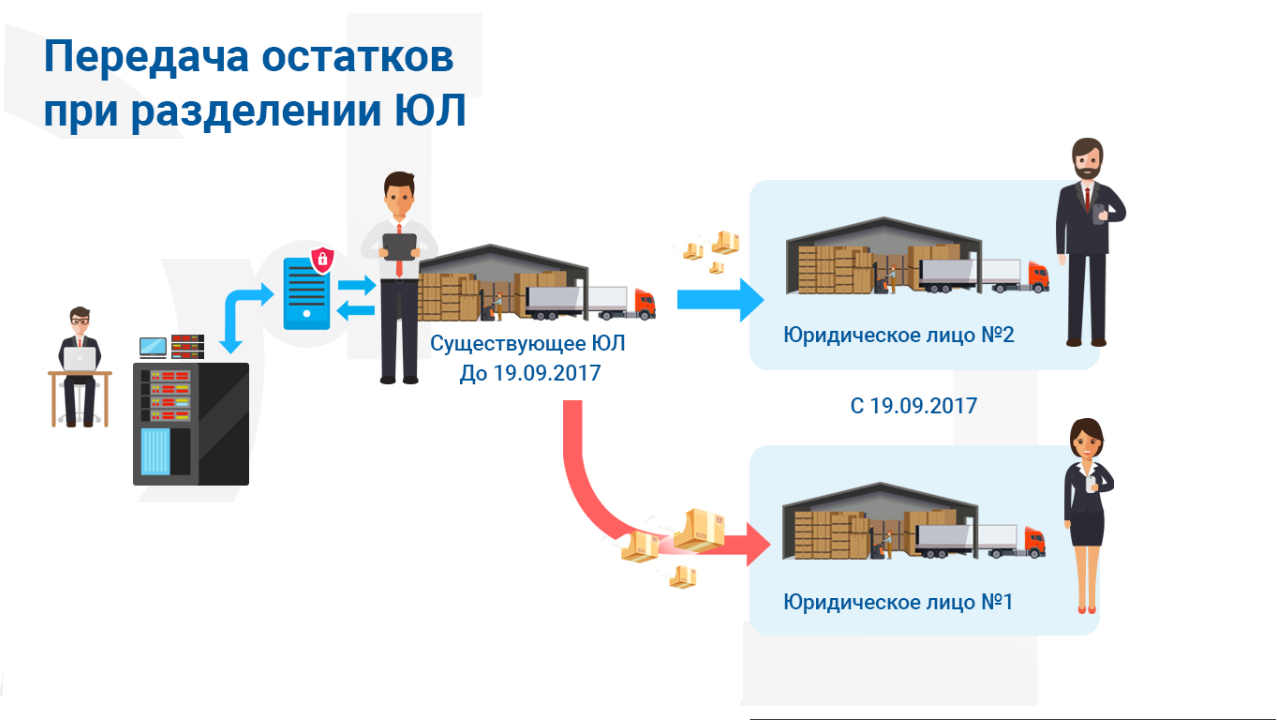 Передача остатков
при разделении ЮЛ
Существующее ЮЛ
До 19.09.2017
Юридическое лицо №2
С 19.09.2017
Юридическое лицо №1